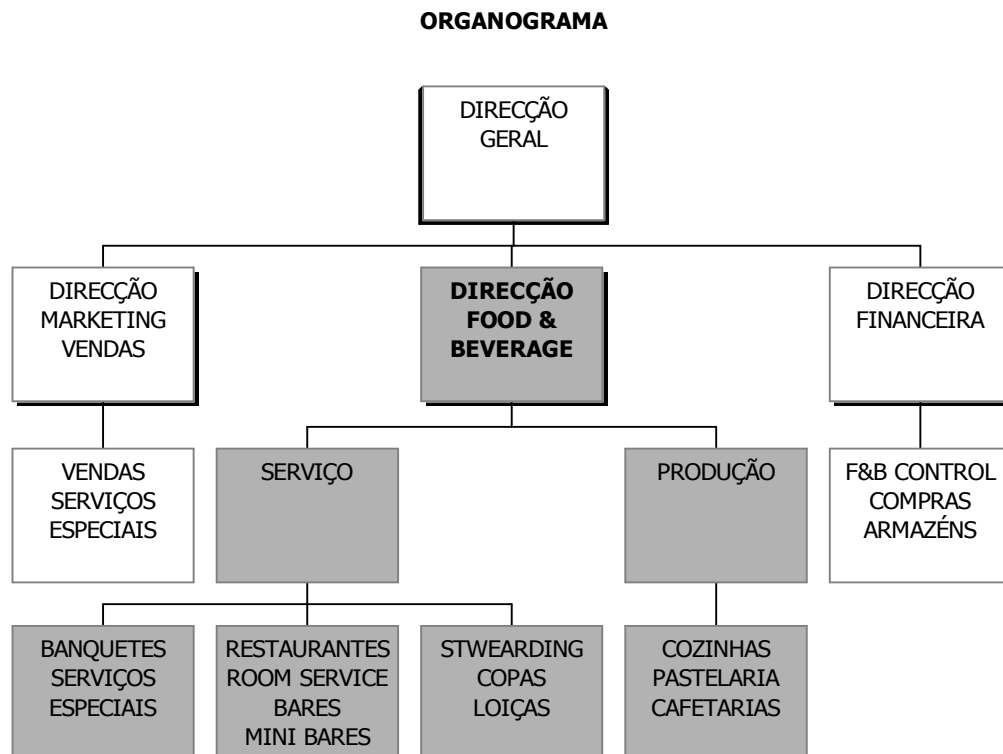 ORGANOGRAMA
DIRECÇÃO
GERAL
DIRECÇÃO
MARKETING
VENDAS
DIRECÇÃO
FOOD &
BEVERAGE
DIRECÇÃO
FINANCEIRA
VENDAS
SERVIÇOS
ESPECIAIS
SERVIÇO
PRODUÇÃO
F&B CONTROL
COMPRAS
ARMAZÉNS
BANQUETES
SERVIÇOS
ESPECIAIS
RESTAURANTES
ROOM SERVICE
BARES
MINI BARES
STWEARDING
COPAS
LOIÇAS
COZINHAS
PASTELARIA
CAFETARIAS